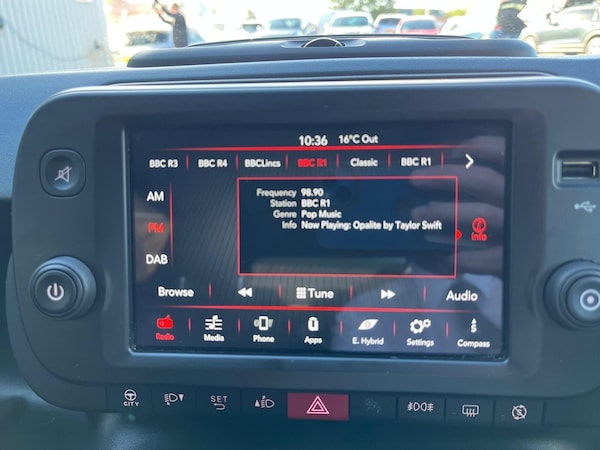 10:36 16°C Out
BBC R3 BBC R4 BBCLincs BBC R1 Classic BBC R1
AM
FM
DAB
Frequency 98.90
Station BBC R1
Genre Pop Music
Info Now Playing: Opalite by Taylor Swift
Info
Browse Tune Audio
Radio Media Phone Apps E. Hybrid Settings Compass
CITY SET